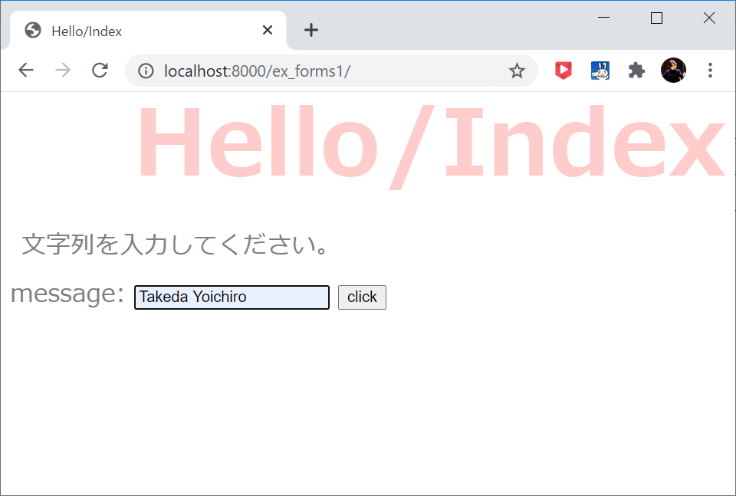 Hello/Index
localhost:8000/ex_forms1/
Hello/Index
文字列を入力してください。
message: Takeda Yoichiro click